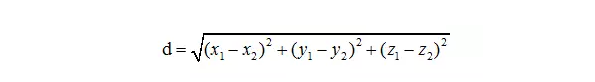 d = √(x₁ − x₂)² + (y₁ − y₂)² + (z₁ − z₂)²